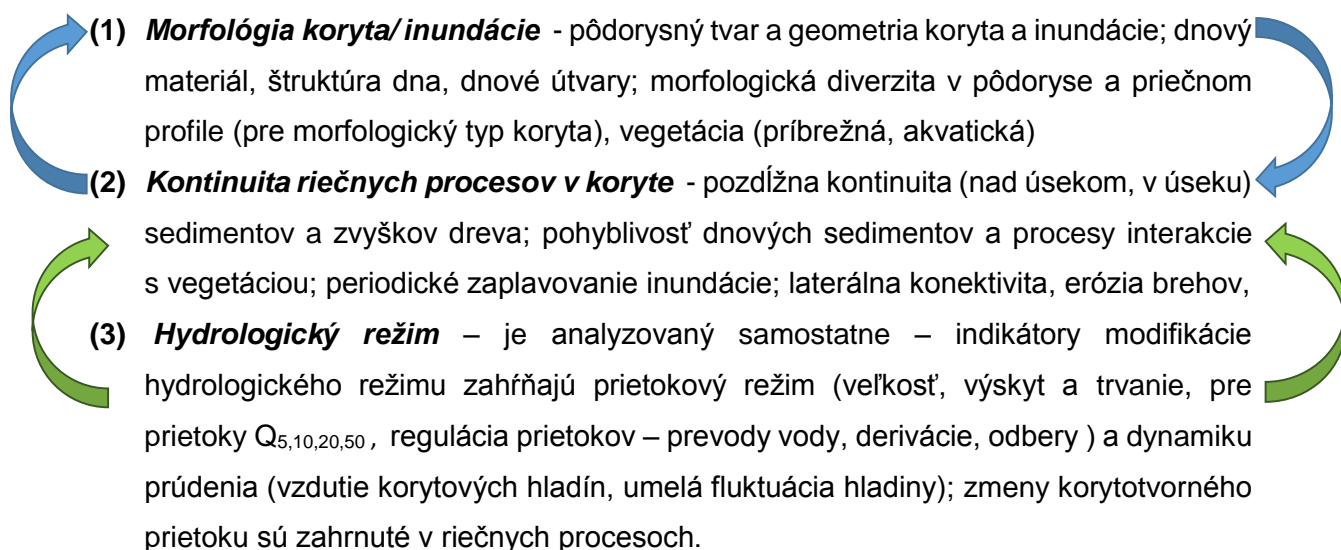 (1) Morfológia koryta/ inundácie - pôdorysný tvar a geometria koryta a inundácie; dnový
materiál, štruktúra dna, dnové útvary; morfologická diverzita v pôdoryse a priečnom
profile (pre morfologický typ koryta), vegetácia (príbrežná, akvatická)
(2) Kontinuita riečnych procesov v koryte - pozdĺžna kontinuita (nad úsekom, v úseku)
sedimentov a zvyškov dreva; pohyblivosť dnových sedimentov a procesy interakcie
s vegetáciou; periodické zaplavovanie inundácie; laterálna konektivita, erózia brehov,
(3) Hydrologický režim – je analyzovaný samostatne – indikátory modifikácie
hydrologického režimu zahŕňajú prietokový režim (veľkosť, výskyt a trvanie, pre
prietoky Q5,10,20,50 , regulácia prietokov – prevody vody, derivácie, odbery ) a dynamiku
prúdenia (vzdutie korytových hladín, umelá fluktuácia hladiny); zmeny korytotvorného
prietoku sú zahrnuté v riečnych procesoch.